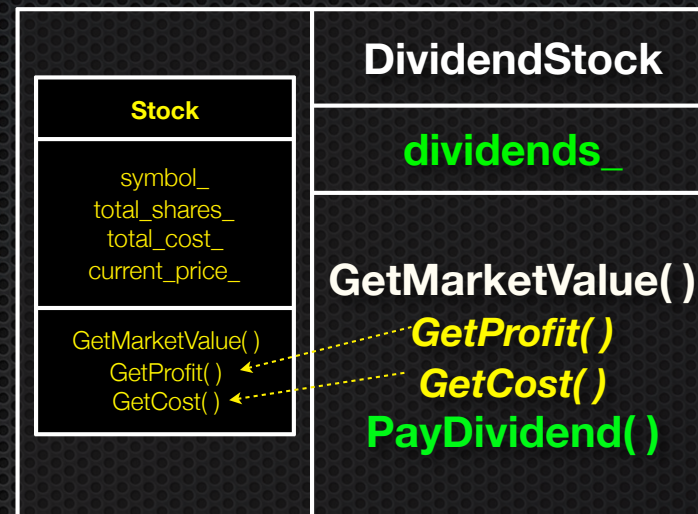 Stock
symbol_
total_shares_
total_cost_
current_price_
GetMarketValue( )
GetProfit( )
GetCost( )
DividendStock
dividends_
GetMarketValue( )
GetProfit( )
GetCost( )
PayDividend( )